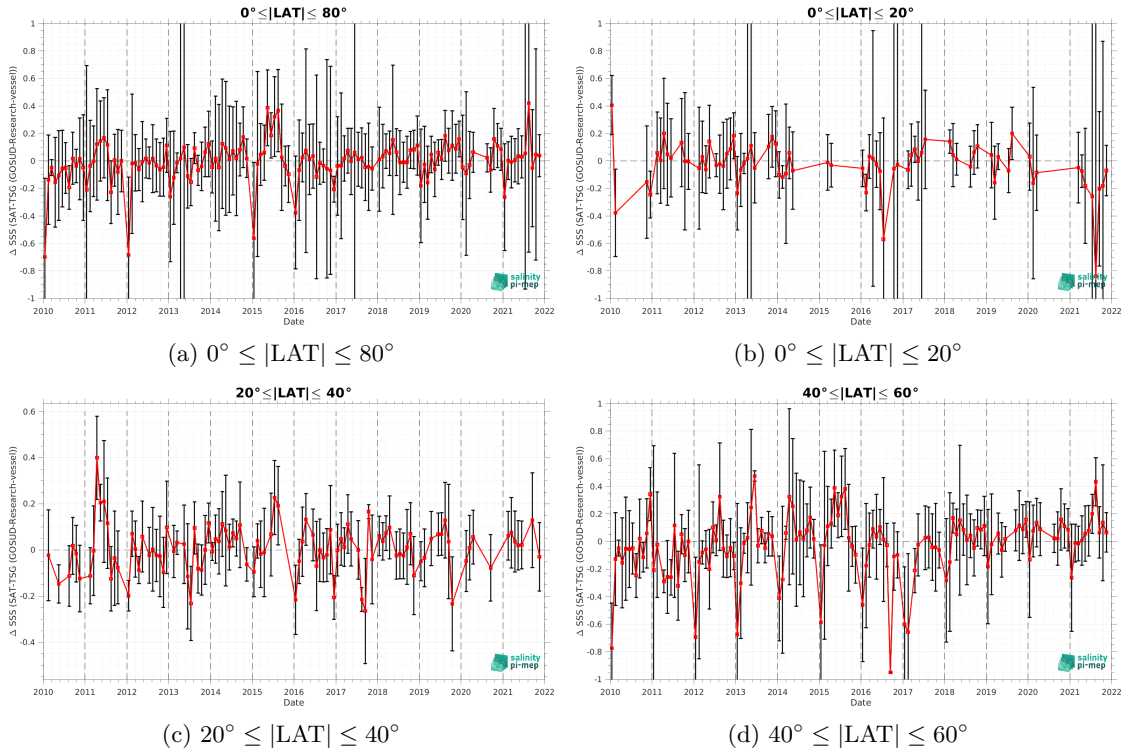 0°≤|LAT|≤ 80°
Δ SSS (SAT-TSG (GOSUD-Research-vessel))
1
0.8
0.6
0.4
0.2
0
-0.2
-0.4
-0.6
-0.8
-1
2010 2011 2012 2013 2014 2015 2016 2017 2018 2019 2020 2021 2022
Date
salinity
pi-mep
(a) 0° ≤ |LAT| ≤ 80°
0°≤|LAT|≤ 20°
Δ SSS (SAT-TSG (GOSUD-Research-vessel))
1
0.8
0.6
0.4
0.2
0
-0.2
-0.4
-0.6
-0.8
-1
2010 2011 2012 2013 2014 2015 2016 2017 2018 2019 2020 2021 2022
Date
salinity
pi-mep
(b) 0° ≤ |LAT| ≤ 20°
20°≤|LAT|≤ 40°
Δ SSS (SAT-TSG (GOSUD-Research-vessel))
0.6
0.4
0.2
0
-0.2
-0.4
2010 2011 2012 2013 2014 2015 2016 2017 2018 2019 2020 2021 2022
Date
salinity
pi-mep
(c) 20° ≤ |LAT| ≤ 40°
40°≤|LAT|≤ 60°
Δ SSS (SAT-TSG (GOSUD-Research-vessel))
1
0.8
0.6
0.4
0.2
0
-0.2
-0.4
-0.6
-0.8
-1
2010 2011 2012 2013 2014 2015 2016 2017 2018 2019 2020 2021 2022
Date
salinity
pi-mep
(d) 40° ≤ |LAT| ≤ 60°